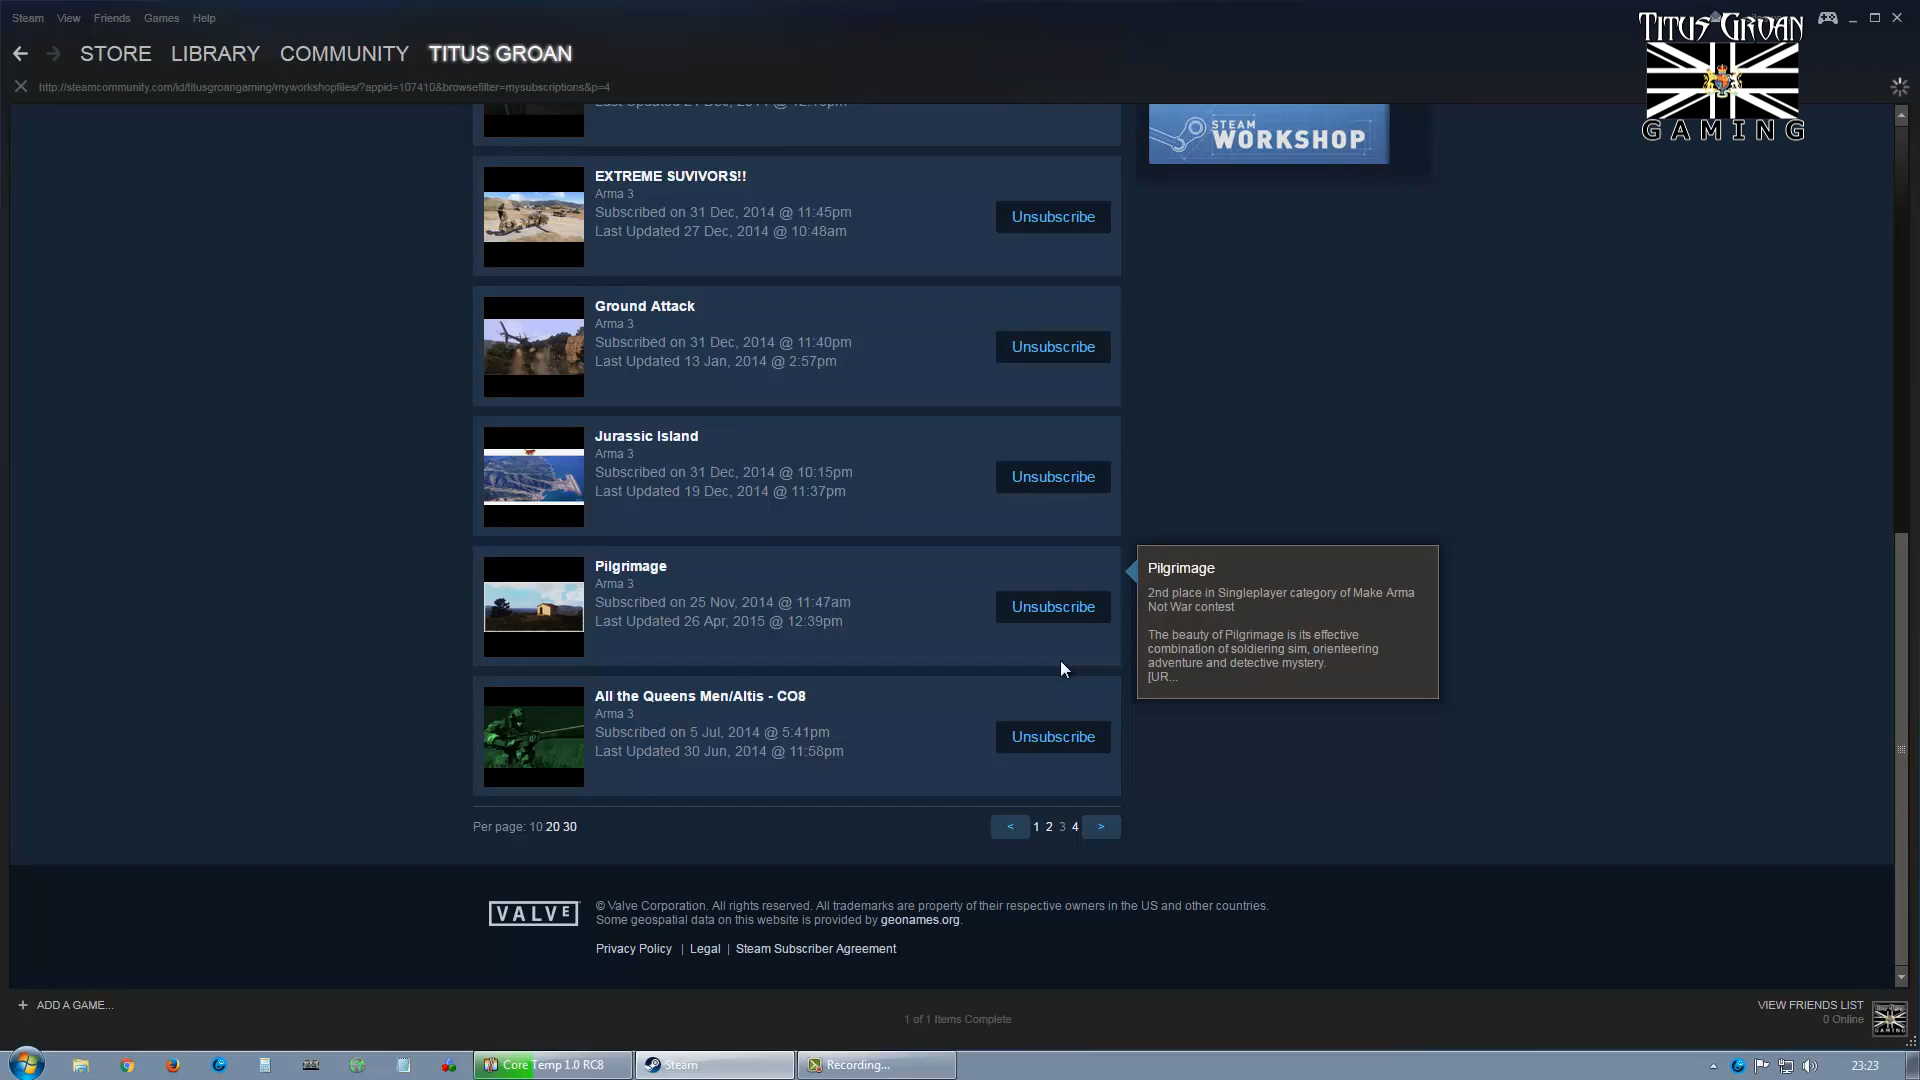 Steam View Friends Games Help
TITUS GROAN
GAMING
STORE LIBRARY COMMUNITY TITUS GROAN
http://steamcommunity.com/id/titusgroangaming/myworkshopfiles/?appid=107410&browsefilter=mysubscriptions&p=4
STEAM
WORKSHOP
EXTREME SUVIVORS!!
Arma 3
Subscribed on 31 Dec, 2014 @ 11:45pm
Last Updated 27 Dec, 2014 @ 10:48am
Unsubscribe
Ground Attack
Arma 3
Subscribed on 31 Dec, 2014 @ 11:40pm
Last Updated 13 Jan, 2014 @ 2:57pm
Unsubscribe
Jurassic Island
Arma 3
Subscribed on 31 Dec, 2014 @ 10:15pm
Last Updated 19 Dec, 2014 @ 11:37pm
Unsubscribe
Pilgrimage
Arma 3
Subscribed on 25 Nov, 2014 @ 11:47am
Last Updated 26 Apr, 2015 @ 12:39pm
Unsubscribe
Pilgrimage
2nd place in Singleplayer category of Make Arma
Not War contest
The beauty of Pilgrimage is its effective
combination of soldiering sim, orienteering
adventure and detective mystery.
[UR...
All the Queens Men/Altis - CO8
Arma 3
Subscribed on 5 Jul, 2014 @ 5:41pm
Last Updated 30 Jun, 2014 @ 11:58pm
Unsubscribe
Per page: 10 20 30
< 1 2 3 4 >
VALVE
© Valve Corporation. All rights reserved. All trademarks are property of their respective owners in the US and other countries.
Some geospatial data on this website is provided by geonames.org.
Privacy Policy | Legal | Steam Subscriber Agreement
+ ADD A GAME...
1 of 1 Items Complete
VIEW FRIENDS LIST
0 Online
Core Temp 1.0 RC8
Steam
Recording...
23:23